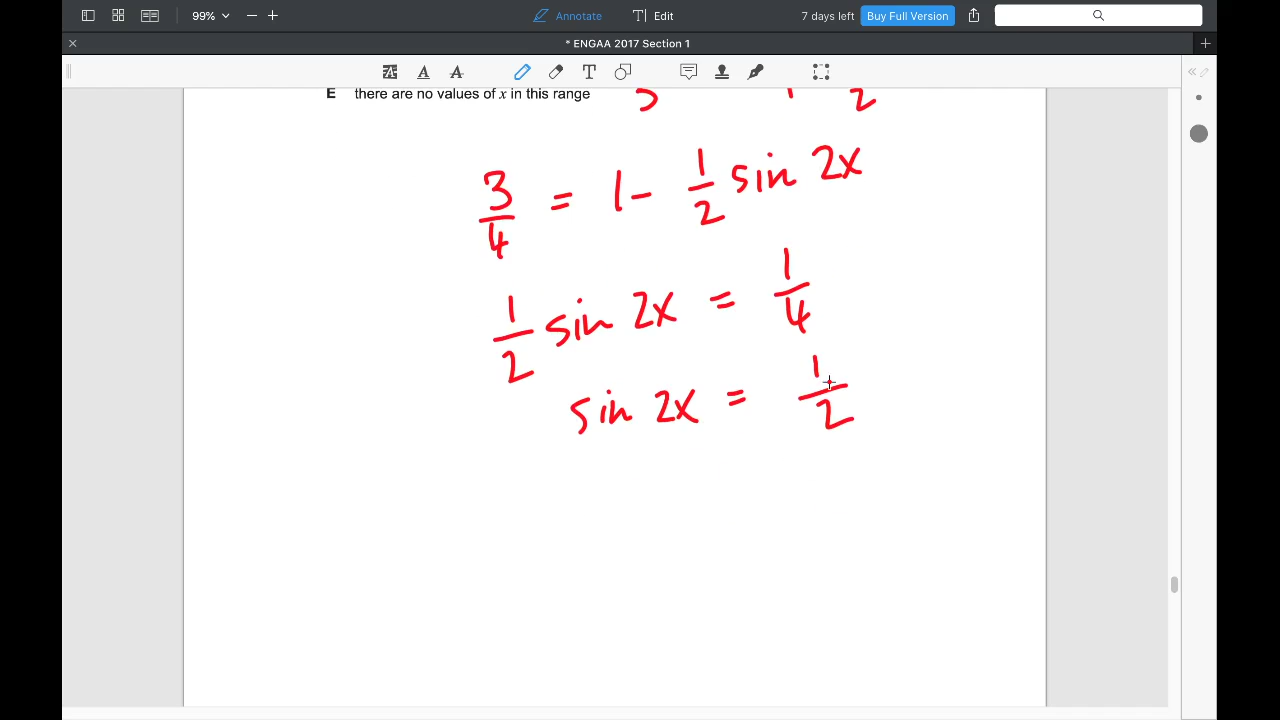 99% Annotate Edit 7 days left Buy Full Version
* ENGAA 2017 Section 1
E there are no values of x in this range
3/4 = 1 - 1/2 sin 2x
1/2 sin 2x = 1/4
sin 2x = 1/2